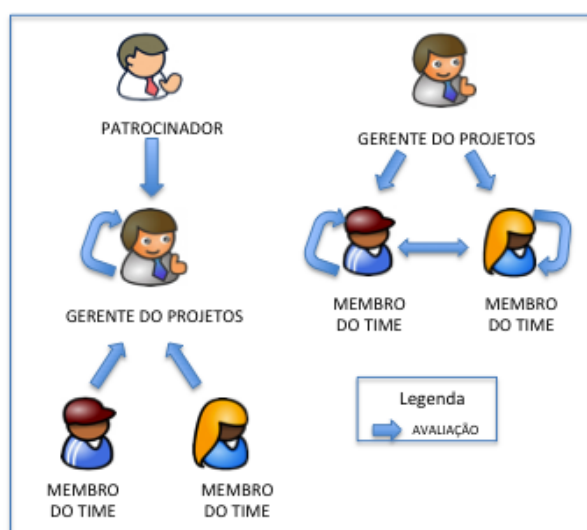 PATROCINADOR
GERENTE DO PROJETOS
MEMBRO
DO TIME
MEMBRO
DO TIME
GERENTE DO PROJETOS
MEMBRO
DO TIME
MEMBRO
DO TIME
Legenda
AVALIAÇÃO